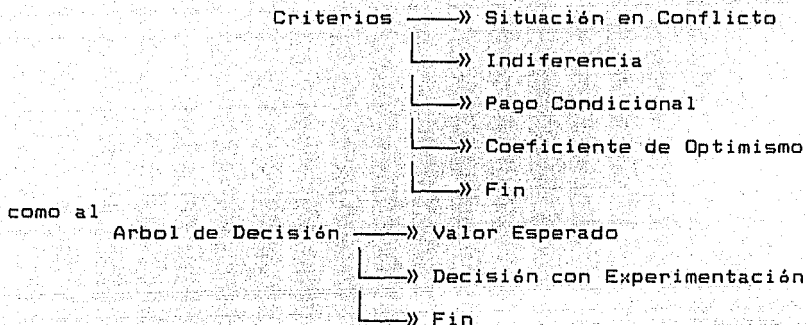 Criterios ——» Situación en Conflicto
——» Indiferencia
——» Pago Condicional
——» Coeficiente de Optimismo
——» Fin
como al
Arbol de Decisión ——» Valor Esperado
——» Decisión con Experimentación
——» Fin